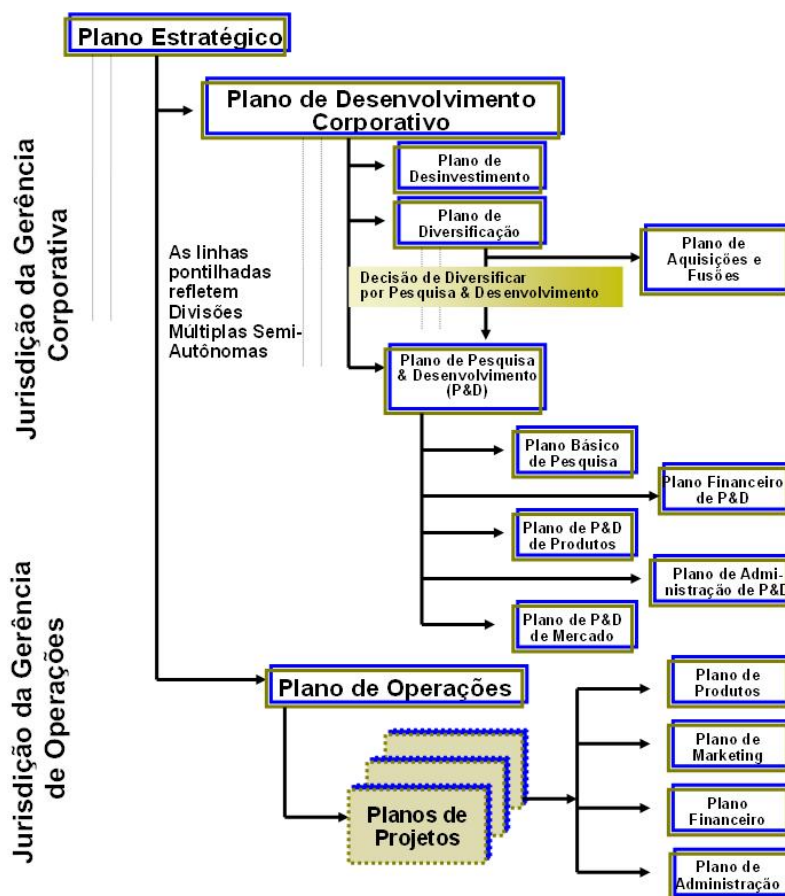 Plano Estratégico
Plano de Desenvolvimento
Corporativo
Plano de
Desinvestimento
Plano de
Diversificação
Plano de
Aquisições e
Fusões
As linhas
pontilhadas
refletem
Divisões
Múltiplas Semi-
Autônomas
Decisão de Diversificar
por Pesquisa & Desenvolvimento
Jurisdição da Gerência
Corporativa
Plano de Pesquisa
& Desenvolvimento
(P&D)
Plano Básico
de Pesquisa
Plano Financeiro
de P&D
Plano de P&D
de Produtos
Plano de Admi-
nistração de P&D
Plano de P&D
de Mercado
Jurisdição da Gerência
de Operações
Plano de Operações
Planos de
Projetos
Plano de
Produtos
Plano de
Marketing
Plano
Financeiro
Plano de
Administração